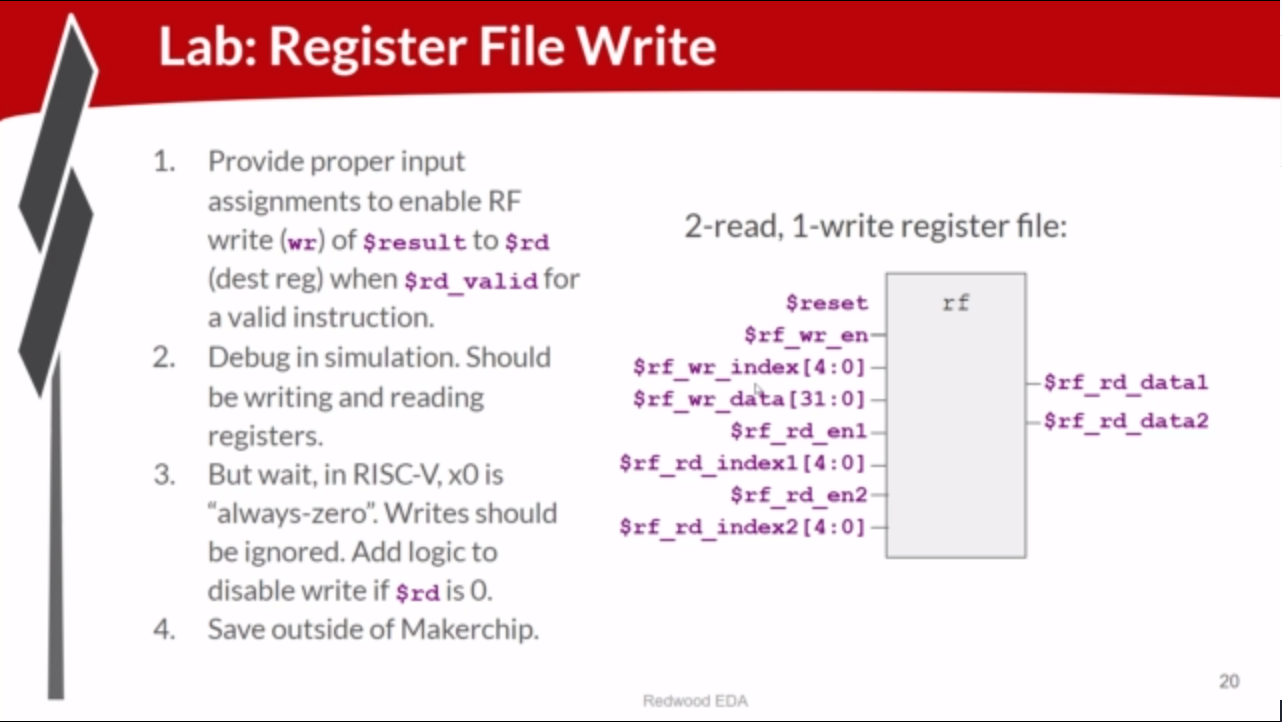 Lab: Register File Write
1. Provide proper input
assignments to enable RF
write (wr) of $result to $rd
(dest reg) when $rd_valid for
a valid instruction.
2. Debug in simulation. Should
be writing and reading
registers.
3. But wait, in RISC-V, x0 is
“always-zero”. Writes should
be ignored. Add logic to
disable write if $rd is 0.
4. Save outside of Makerchip.
2-read, 1-write register file:
rf
$reset
$rf_wr_en
$rf_wr_index[4:0]
$rf_wr_data[31:0]
$rf_rd_en1
$rf_rd_index1[4:0]
$rf_rd_en2
$rf_rd_index2[4:0]
$rf_rd_data1
$rf_rd_data2
Redwood EDA
20